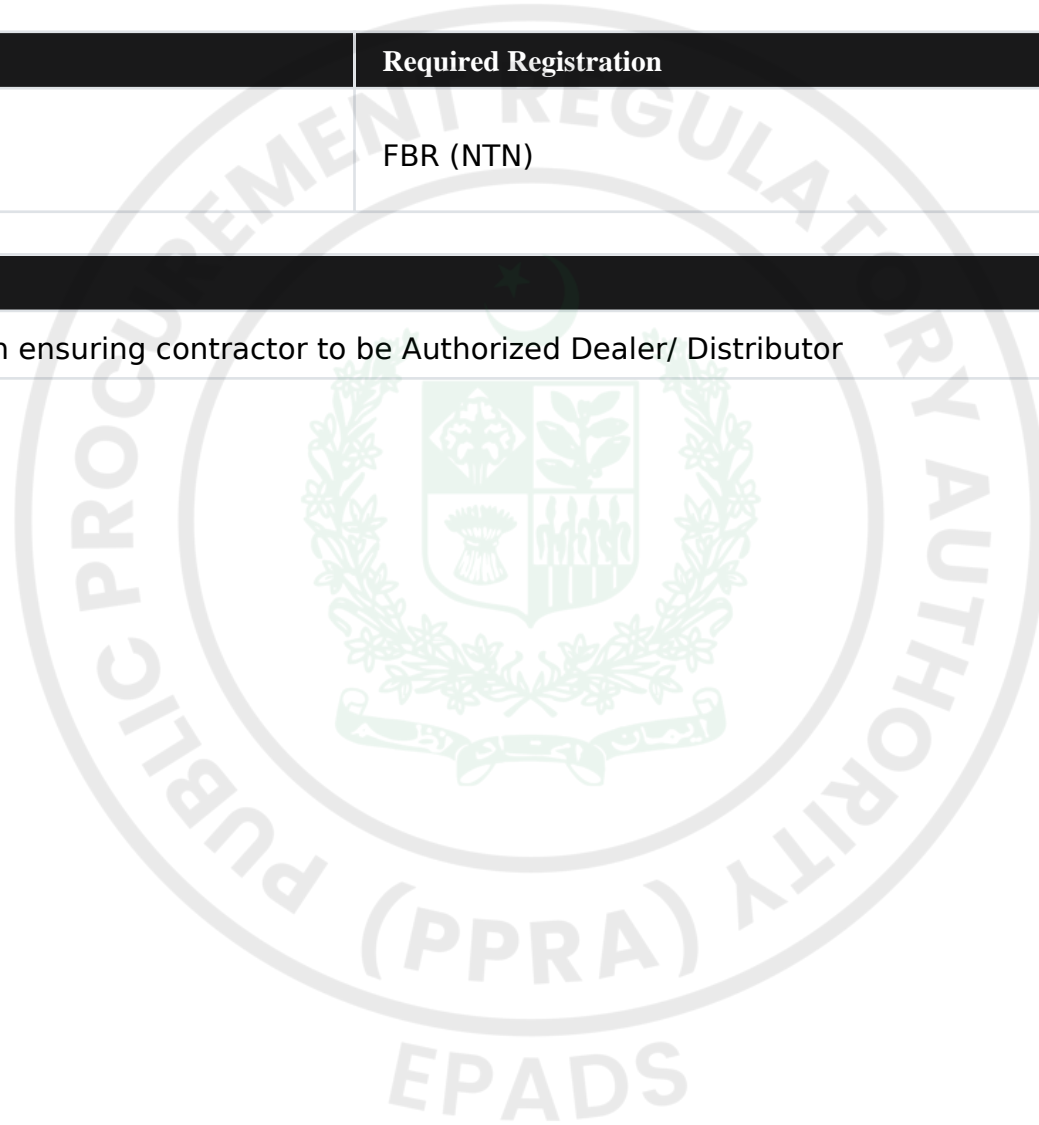 Required Registration
FBR (NTN)
n ensuring contractor to be Authorized Dealer/ Distributor
PUBLIC PROCUREMENT REGULATORY AUTHORITY
(PPRA)
EPADS